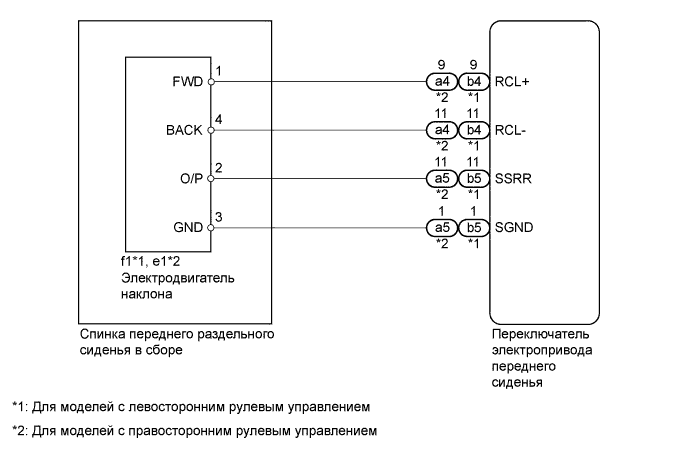 1 9 9
FWD a4 b4 RCL+
*2 *1
4 11 11
BACK a4 b4 RCL-
*2 *1
2 11 11
O/P a5 b5 SSRR
*2 *1
3 1 1
GND a5 b5 SGND
*2 *1
f1*1, e1*2
Электродвигатель
наклона
Спинка переднего раздельного
сиденья в сборе
Переключатель
электропривода
переднего
сиденья
*1: Для моделей с левосторонним рулевым управлением
*2: Для моделей с правосторонним рулевым управлением